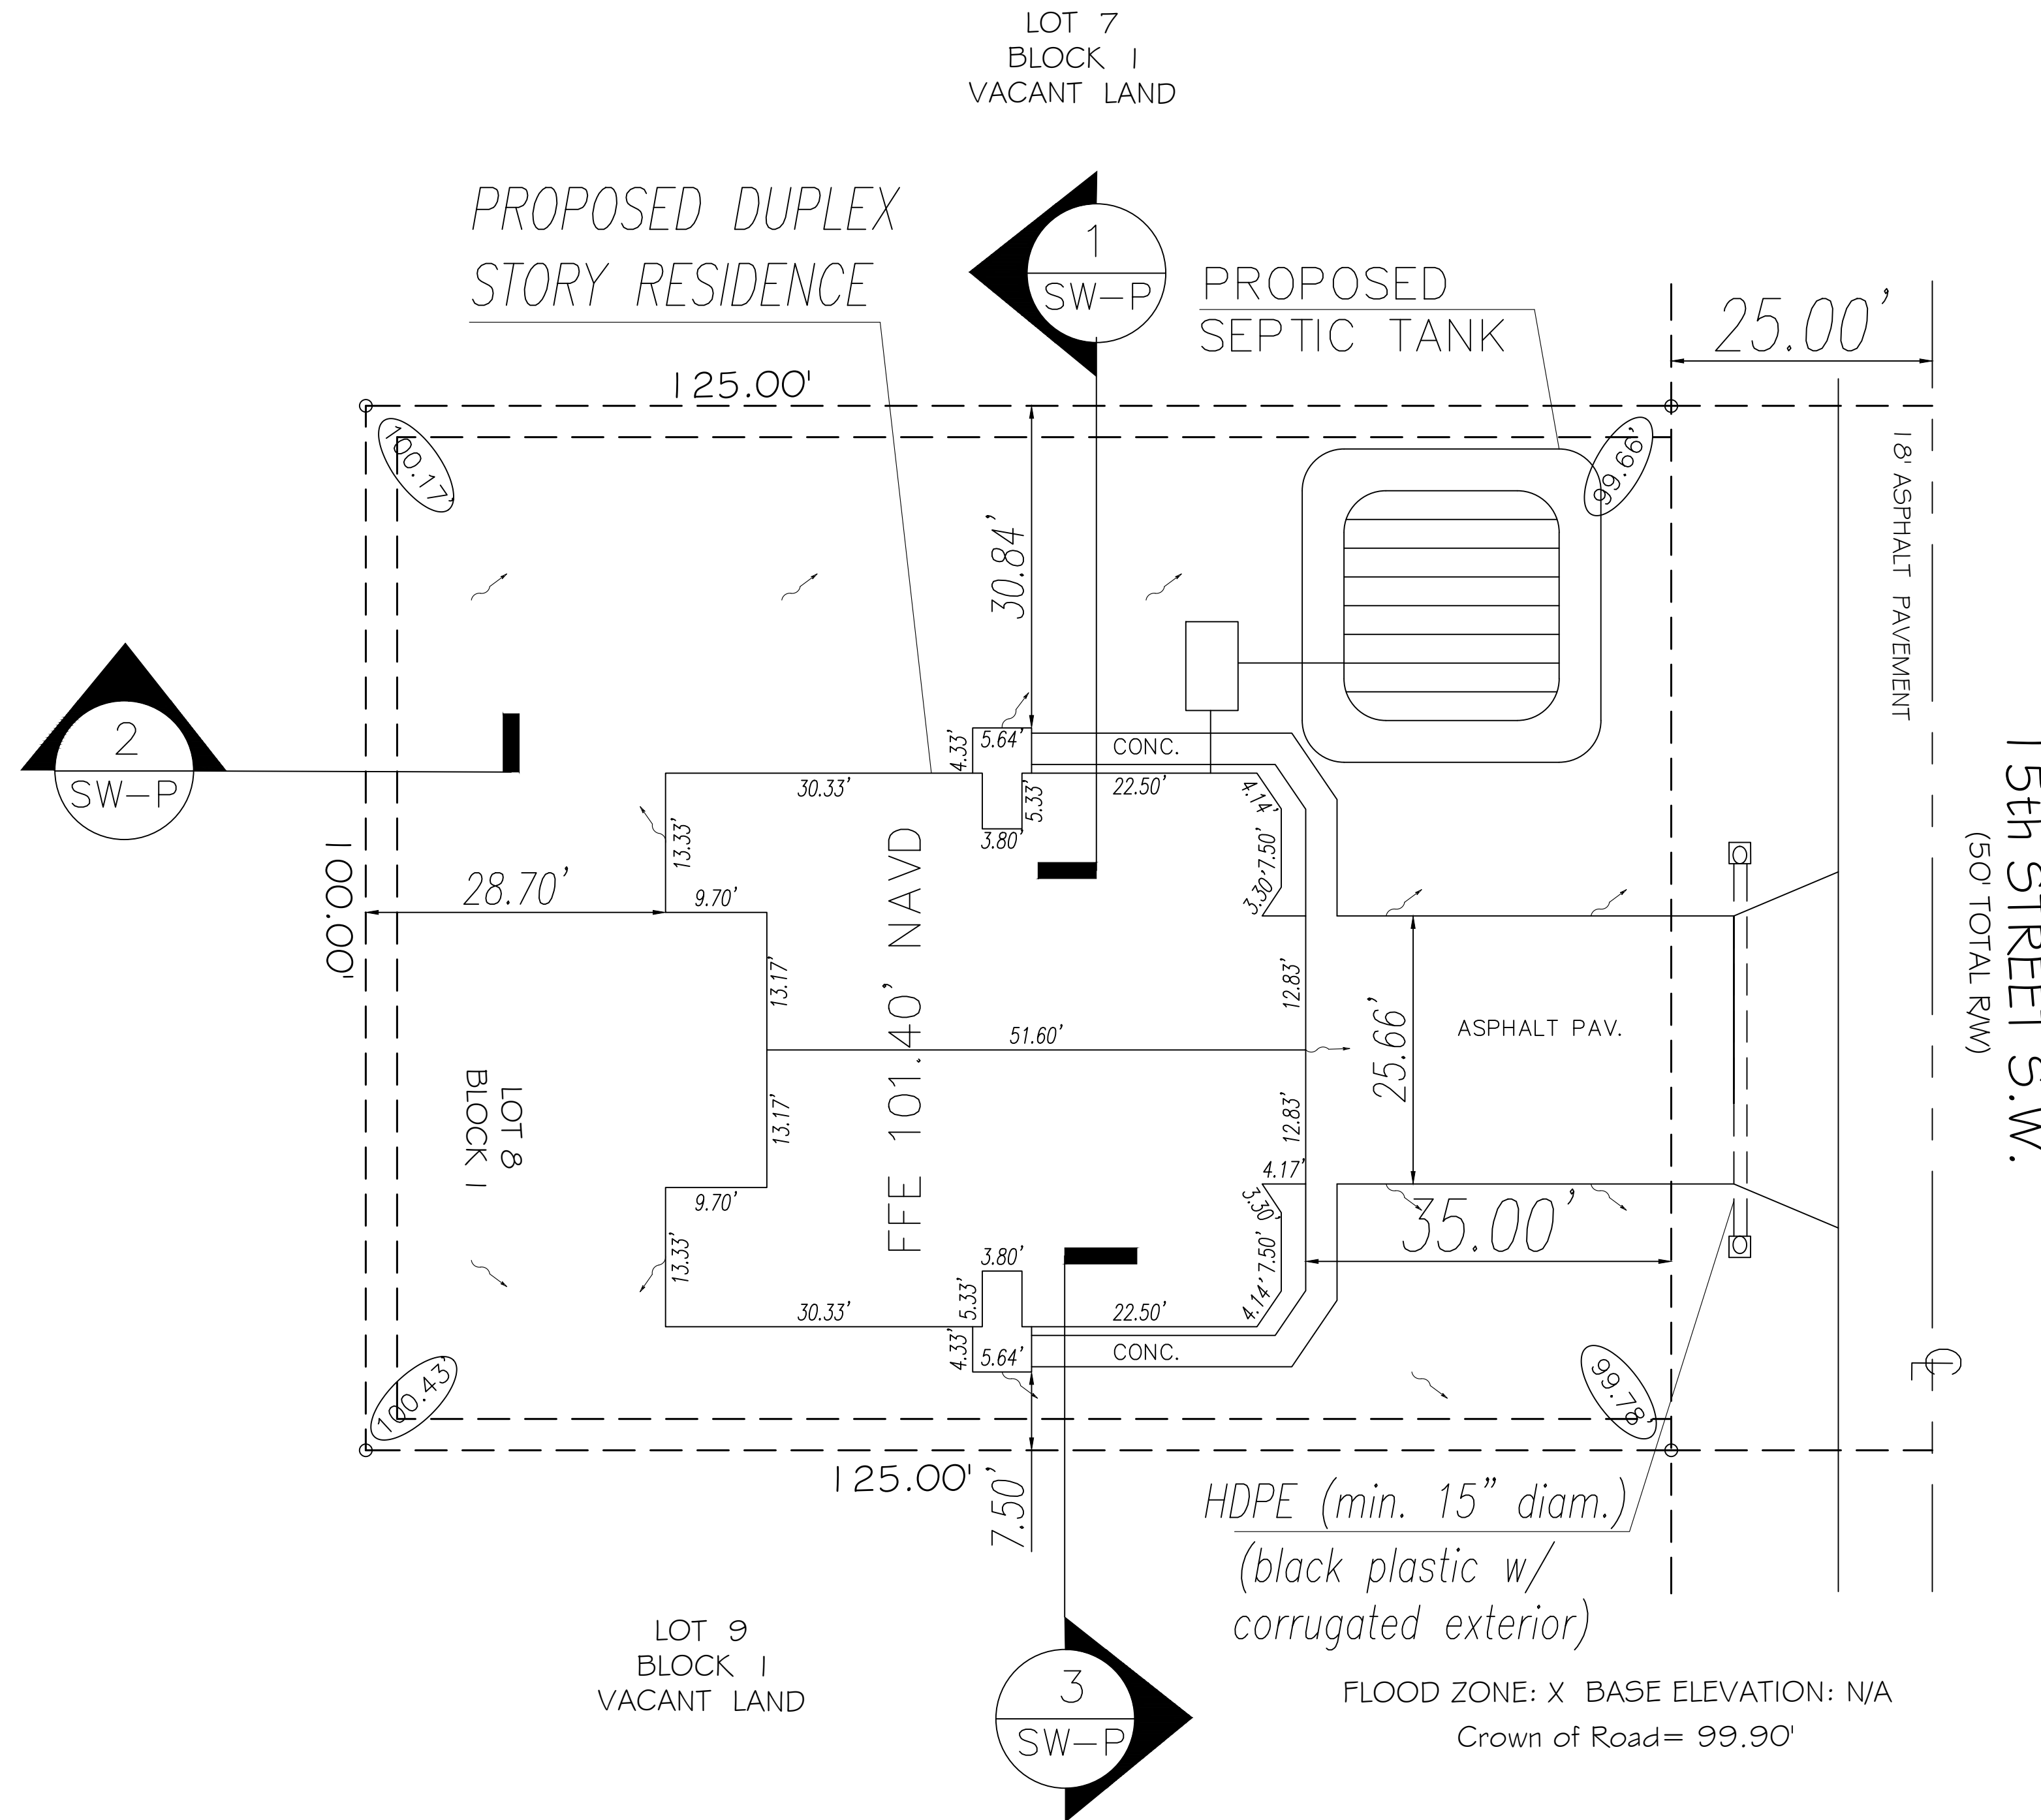 LOT 7
BLOCK 1
VACANT LAND
PROPOSED DUPLEX
STORY RESIDENCE
1
SW-P
PROPOSED
SEPTIC TANK
25.00'
125.00'
100.17'
99.66'
18' ASPHALT PAVEMENT
30.84'
2
SW-P
4.33'
5.64'
CONC.
30.33'
5.33'
3.80'
22.50'
4.14'
7.50'
3.30'
13.33'
9.70'
28.70'
100.00'
13.17'
FFE 101.40' NAVD
12.83'
51.60'
25.66'
ASPHALT PAV.
15th STREET S.W.
(50' TOTAL R/W)
LOT 8
BLOCK 1
13.17'
12.83'
4.17'
9.70'
3.30'
35.00'
13.33'
3.80'
7.50'
5.33'
4.14'
30.33'
22.50'
4.33'
5.64'
CONC.
CL
100.43'
99.78'
125.00'
7.50'
HDPE (min. 15" diam.)
(black plastic w/
corrugated exterior)
LOT 9
BLOCK 1
VACANT LAND
3
SW-P
FLOOD ZONE: X BASE ELEVATION: N/A
Crown of Road= 99.90'